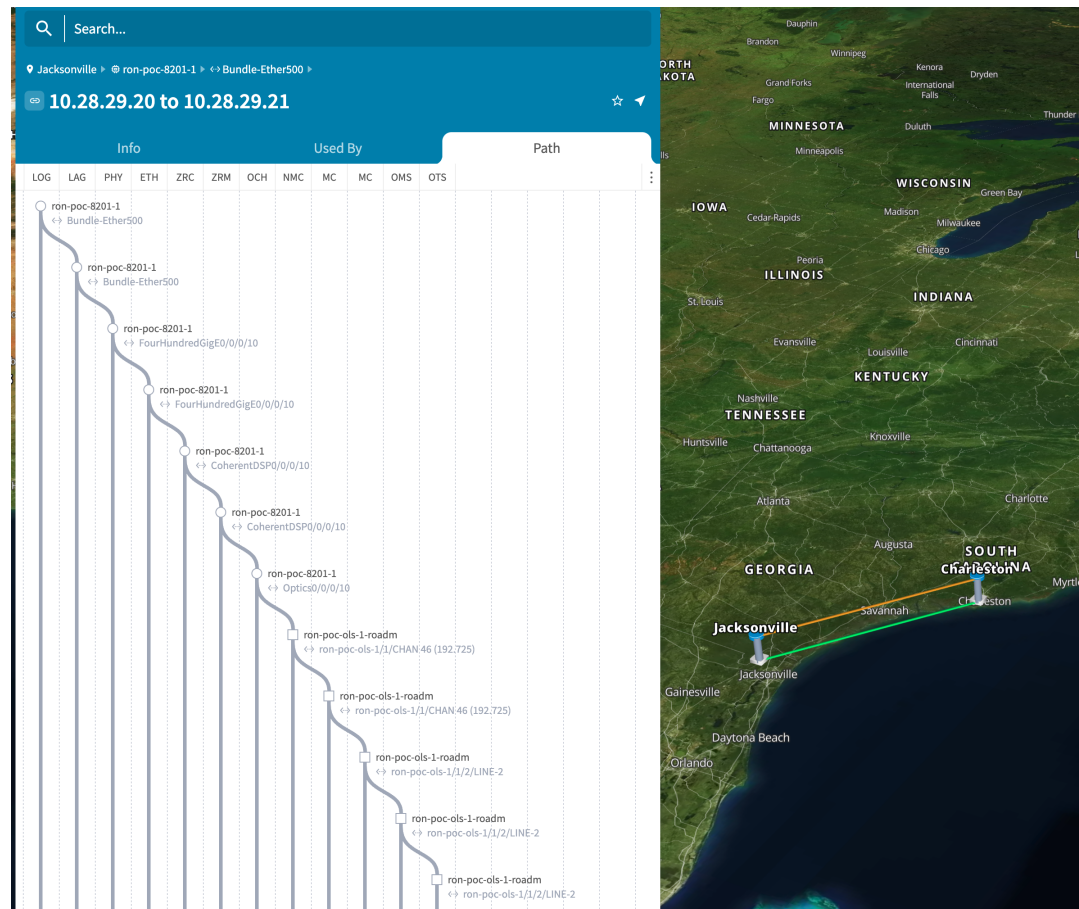 Search...
Jacksonville ron-poc-8201-1 Bundle-Ether500
10.28.29.20 to 10.28.29.21
Info Used By Path
LOG LAG PHY ETH ZRC ZRM OCH NMC MC MC OMS OTS
ron-poc-8201-1
Bundle-Ether500
ron-poc-8201-1
Bundle-Ether500
ron-poc-8201-1
FourHundredGigE0/0/0/10
ron-poc-8201-1
FourHundredGigE0/0/0/10
ron-poc-8201-1
CoherentDSP0/0/0/10
ron-poc-8201-1
CoherentDSP0/0/0/10
ron-poc-8201-1
Optics0/0/0/10
ron-poc-ols-1-roadm
ron-poc-ols-1/1/CHAN 46 (192.725)
ron-poc-ols-1-roadm
ron-poc-ols-1/1/CHAN 46 (192.725)
ron-poc-ols-1-roadm
ron-poc-ols-1/1/2/LINE-2
ron-poc-ols-1-roadm
ron-poc-ols-1/1/2/LINE-2
ron-poc-ols-1-roadm
ron-poc-ols-1/1/2/LINE-2
Dauphin
Brandon
Winnipeg
Kenora
Dryden
Grand Forks
International
Falls
Fargo
Thunder
MINNESOTA
Duluth
Minneapolis
WISCONSIN
Green Bay
IOWA
Cedar Rapids
Madison
Milwaukee
Chicago
Peoria
ILLINOIS
INDIANA
St. Louis
Evansville
Cincinnati
Louisville
KENTUCKY
Nashville
TENNESSEE
Knoxville
Huntsville
Chattanooga
Atlanta
Charlotte
Augusta
SOUTH
CAROLINA
GEORGIA
Charleston
Charleston
Savannah
Jacksonville
Jacksonville
Gainesville
Daytona Beach
Orlando